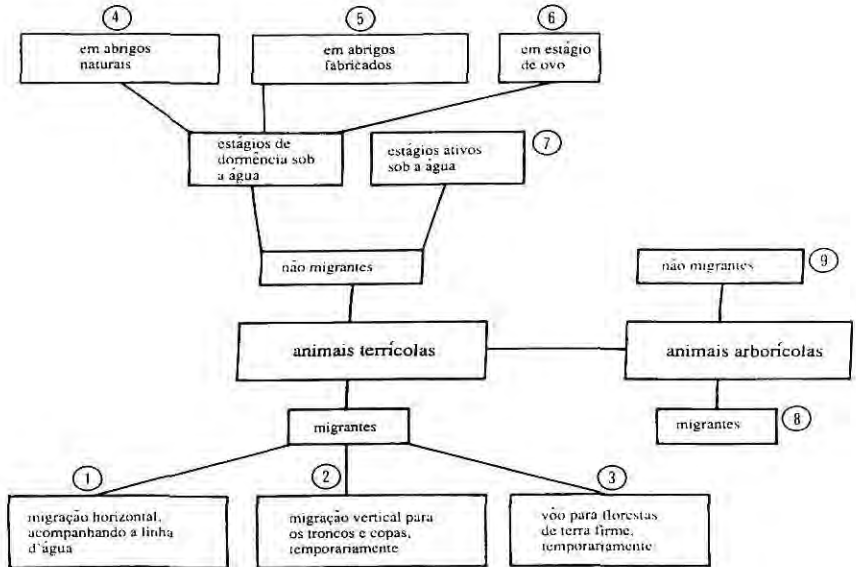 4
em abrigos
naturais
5
em abrigos
fabricados
6
em estágio
de ovo
estágios de
dormência sob
a água
estágios ativos
sob a água
7
não migrantes
não migrantes
9
animais terrícolas
animais arborícolas
migrantes
migrantes
8
1
migração horizontal,
acompanhando a linha
d'água
2
migração vertical para
os troncos e copas,
temporariamente
3
vôo para florestas
de terra firme,
temporariamente